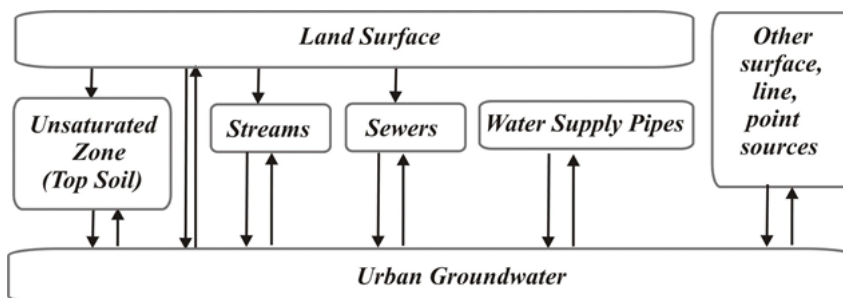 Land Surface
Other
surface,
line,
point
sources
Unsaturated
Zone
(Top Soil)
Streams
Sewers
Water Supply Pipes
Urban Groundwater